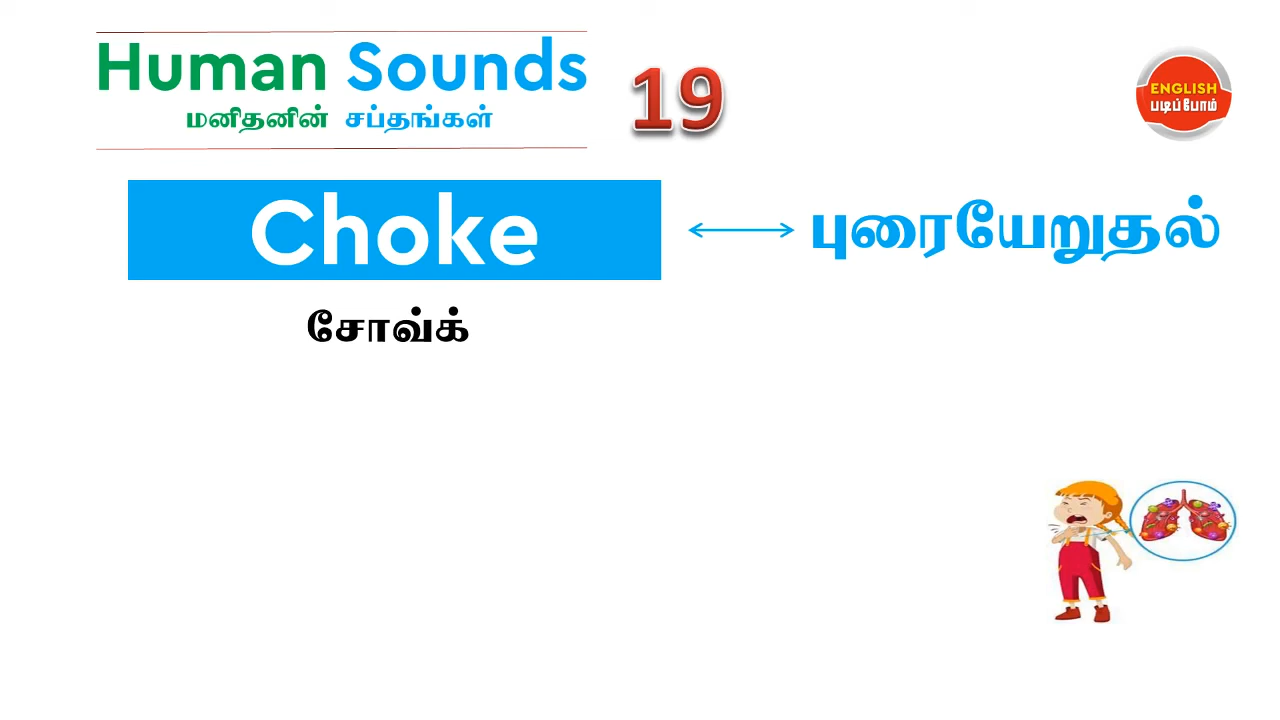 Human Sounds
மனிதனின் சப்தங்கள்
19
ENGLISH
படிப்போம்
Choke
புரையேறுதல்
சோவ்க்